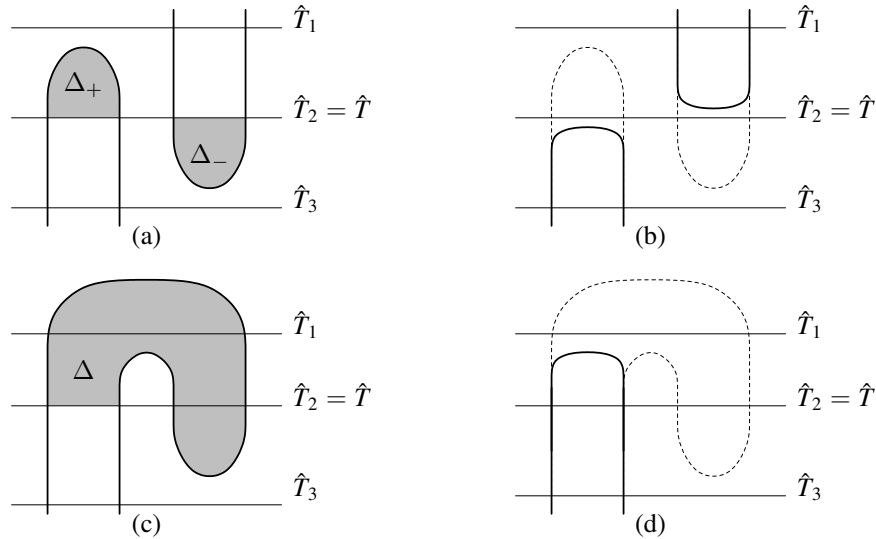 T̂₁
Δ₊
T̂₂ = T̂
Δ₋
T̂₃
(a)
T̂₁
T̂₂ = T̂
T̂₃
(b)
T̂₁
Δ
T̂₂ = T̂
T̂₃
(c)
T̂₁
T̂₂ = T̂
T̂₃
(d)